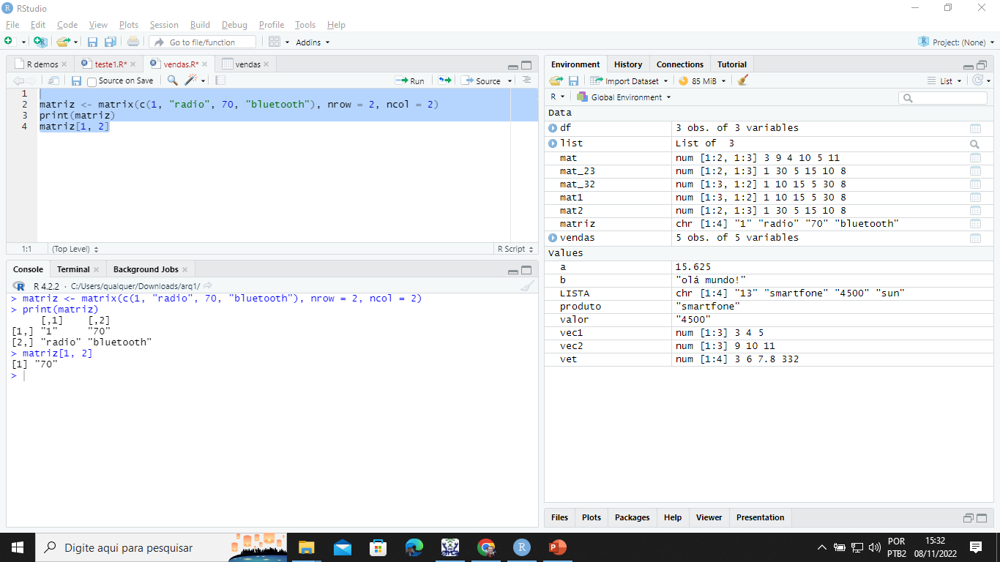 RStudio
File Edit Code View Plots Session Build Debug Profile Tools Help
Go to file/function Addins Project: (None)
R demos teste1.R* vendas.R* vendas
Source on Save Run Source
1
2 matriz <- matrix(c(1, "radio", 70, "bluetooth"), nrow = 2, ncol = 2)
3 print(matriz)
4 matriz[1, 2]
1:1 (Top Level) R Script
Console Terminal Background Jobs
R 4.2.2 · C:/Users/qualquer/Downloads/arq1/
> matriz <- matrix(c(1, "radio", 70, "bluetooth"), nrow = 2, ncol = 2)
> print(matriz)
[,1] [,2]
[1,] "1" "70"
[2,] "radio" "bluetooth"
> matriz[1, 2]
[1] "70"
>
Environment History Connections Tutorial
Import Dataset 85 MiB List
R Global Environment
Data
df 3 obs. of 3 variables
list List of 3
mat num [1:2, 1:3] 3 9 4 10 5 11
mat_23 num [1:2, 1:3] 1 30 5 15 10 8
mat_32 num [1:3, 1:2] 1 10 15 5 30 8
mat1 num [1:3, 1:2] 1 10 15 5 30 8
mat2 num [1:2, 1:3] 1 30 5 15 10 8
matriz chr [1:4] "1" "radio" "70" "bluetooth"
vendas 5 obs. of 5 variables
Values
a 15.625
b "olá mundo!"
LISTA chr [1:4] "13" "smartfone" "4500" "sun"
produto "smartfone"
valor "4500"
vec1 num [1:3] 3 4 5
vec2 num [1:3] 9 10 11
vet num [1:4] 3 6 7.8 332
Files Plots Packages Help Viewer Presentation
Digite aqui para pesquisar
POR
PTB2
15:32
08/11/2022